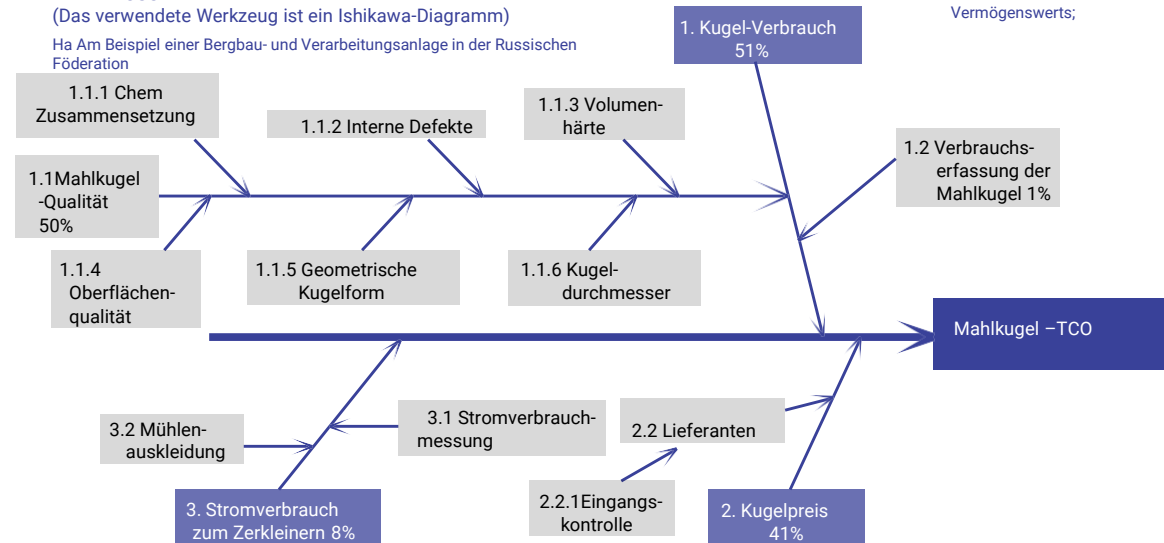 (Das verwendete Werkzeug ist ein Ishikawa-Diagramm)
Ha Am Beispiel einer Bergbau- und Verarbeitungsanlage in der Russischen
Föderation
Vermögenswerts;
1. Kugel-Verbrauch
51%
1.1.1 Chem
Zusammensetzung
1.1.2 Interne Defekte
1.1.3 Volumen-
härte
1.2 Verbrauchs-
erfassung der
Mahlkugel 1%
1.1Mahlkugel
-Qualität
50%
1.1.4
Oberflächen-
qualität
1.1.5 Geometrische
Kugelform
1.1.6 Kugel-
durchmesser
Mahlkugel –TCO
3.2 Mühlen-
auskleidung
3.1 Stromverbrauch-
messung
2.2 Lieferanten
2.2.1Eingangs-
kontrolle
3. Stromverbrauch
zum Zerkleinern 8%
2. Kugelpreis
41%